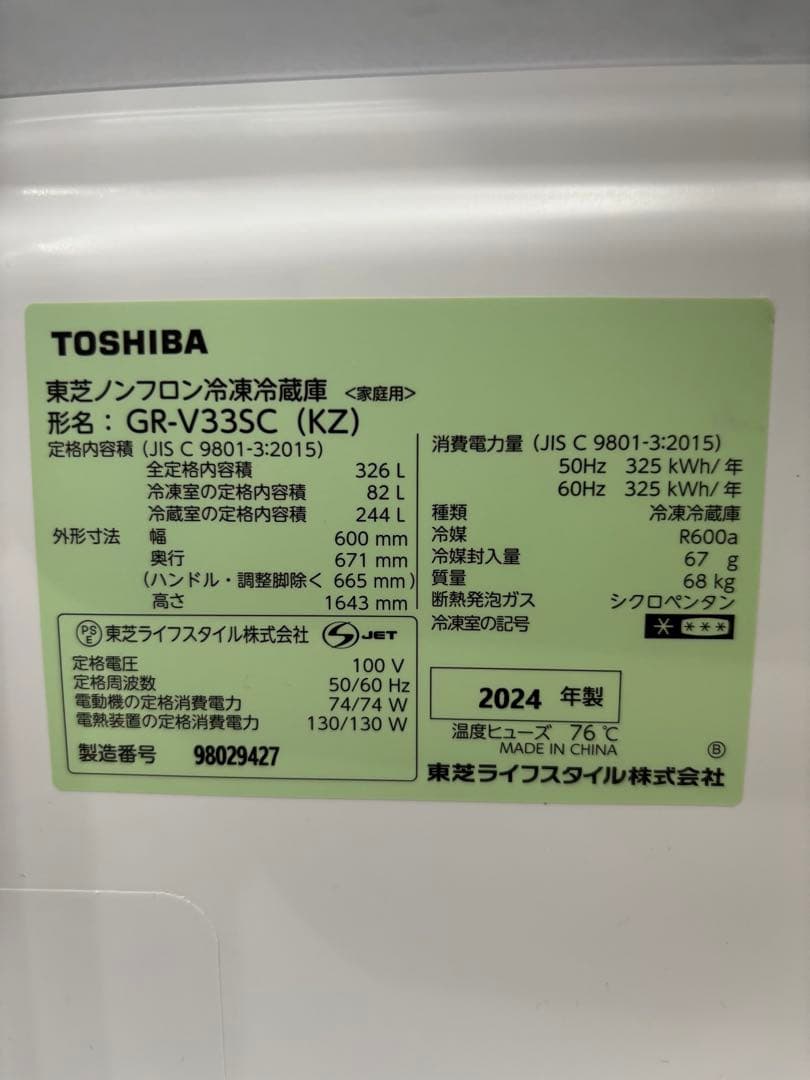 TOSHIBA
東芝ノンフロン冷凍冷蔵庫 <家庭用>
形名：GR-V33SC (KZ)
定格内容積 (JIS C 9801-3:2015)
全定格内容積 326 L
冷凍室の定格内容積 82 L
冷蔵室の定格内容積 244 L
外形寸法 幅 600 mm
奥行 671 mm
(ハンドル・調整脚除く 665 mm)
高さ 1643 mm
PSE 東芝ライフスタイル株式会社 S JET
定格電圧 100 V
定格周波数 50/60 Hz
電動機の定格消費電力 74/74 W
電熱装置の定格消費電力 130/130 W
製造番号 98029427
消費電力量 (JIS C 9801-3:2015)
50Hz 325 kWh/年
60Hz 325 kWh/年
種類 冷凍冷蔵庫
冷媒 R600a
冷媒封入量 67 g
質量 68 kg
断熱発泡ガス シクロペンタン
冷凍室の記号 * ***
2024 年製
温度ヒューズ 76 ℃
MADE IN CHINA Ⓑ
東芝ライフスタイル株式会社